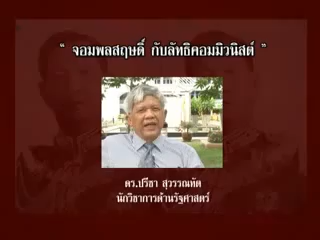 “ จอมพลสฤษดิ์ กับลัทธิคอมมิวนิสต์ ”
ดร.ปรีชา สุวรรณทัต
นักวิชาการด้านรัฐศาสตร์